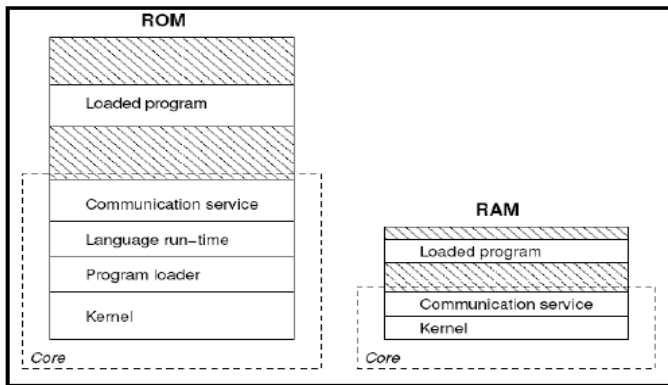 ROM
Loaded program
Communication service
Language run-time
Program loader
Kernel
Core
RAM
Loaded program
Communication service
Kernel
Core